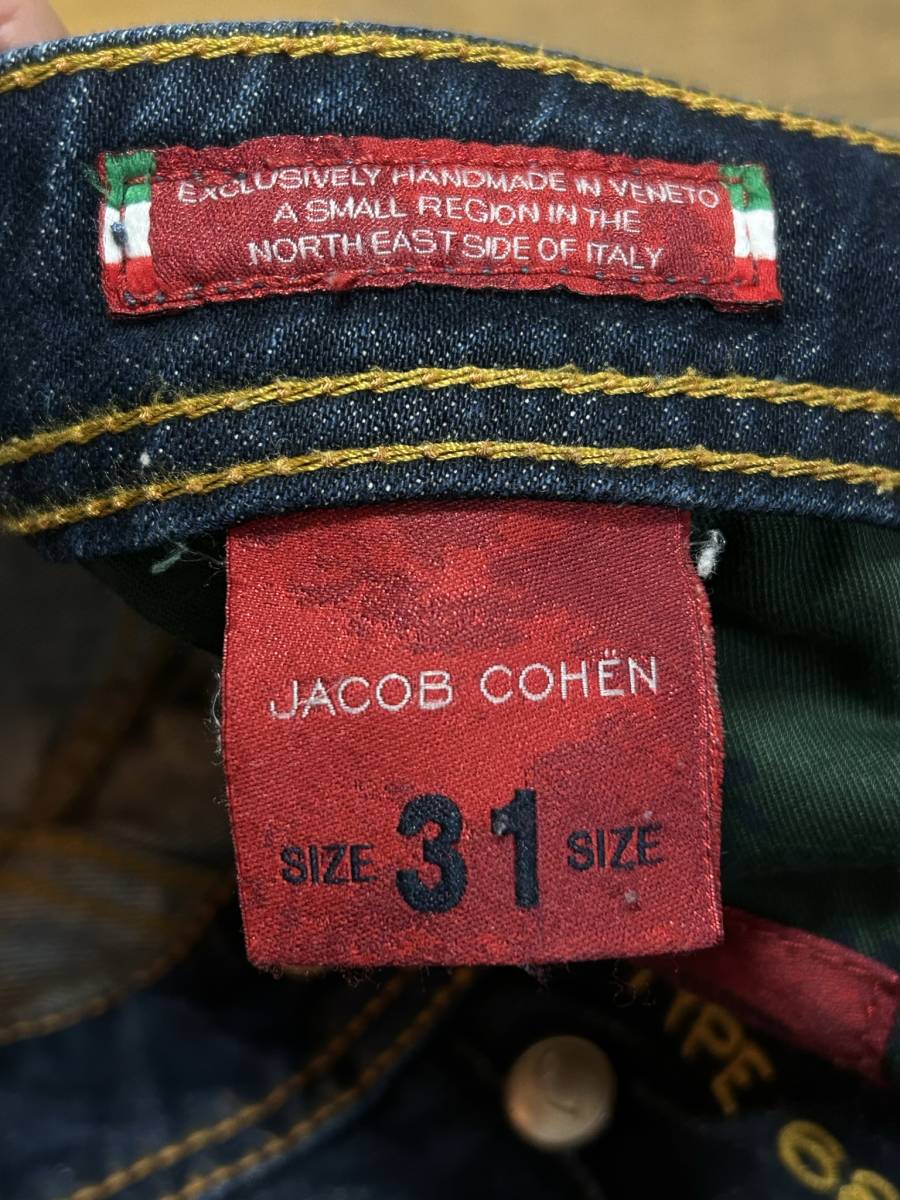 EXCLUSIVELY HANDMADE IN VENETO
A SMALL REGION IN THE
NORTH EAST SIDE OF ITALY
JACOB COHËN
SIZE 31 SIZE